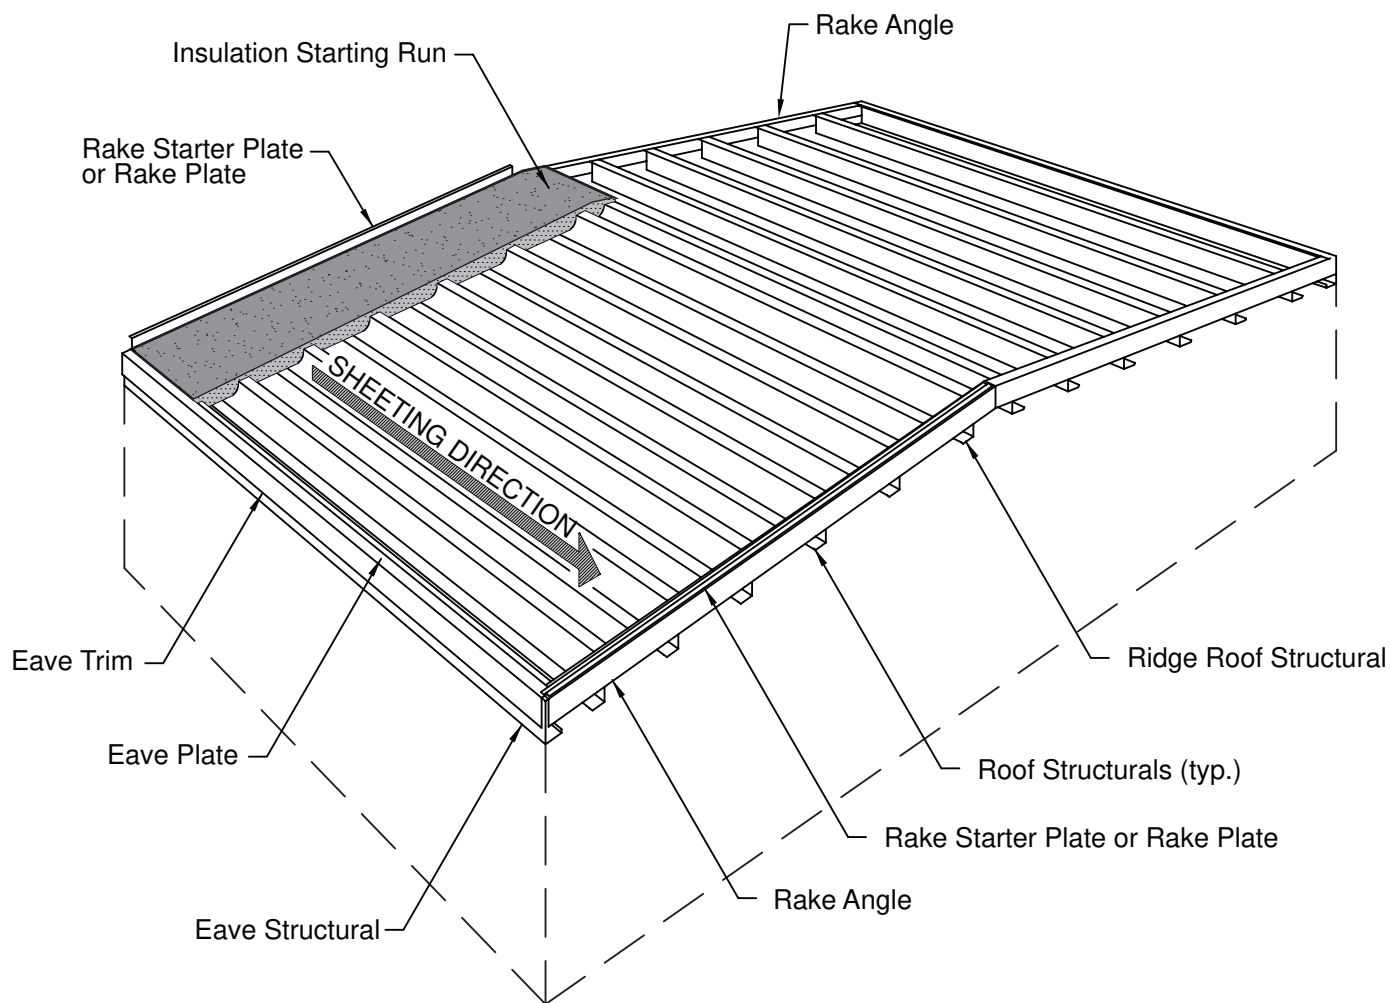 Rake Angle
Insulation Starting Run
Rake Starter Plate
or Rake Plate
SHEETING DIRECTION
Eave Trim
Ridge Roof Structural
Eave Plate
Roof Structurals (typ.)
Rake Starter Plate or Rake Plate
Rake Angle
Eave Structural